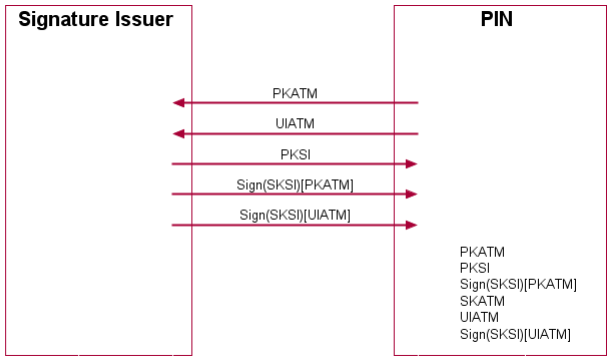 Signature Issuer
PIN
PKATM
UIATM
PKSI
Sign(SKSI)[PKATM]
Sign(SKSI)[UIATM]
PKATM
PKSI
Sign(SKSI)[PKATM]
SKATM
UIATM
Sign(SKSI)[UIATM]